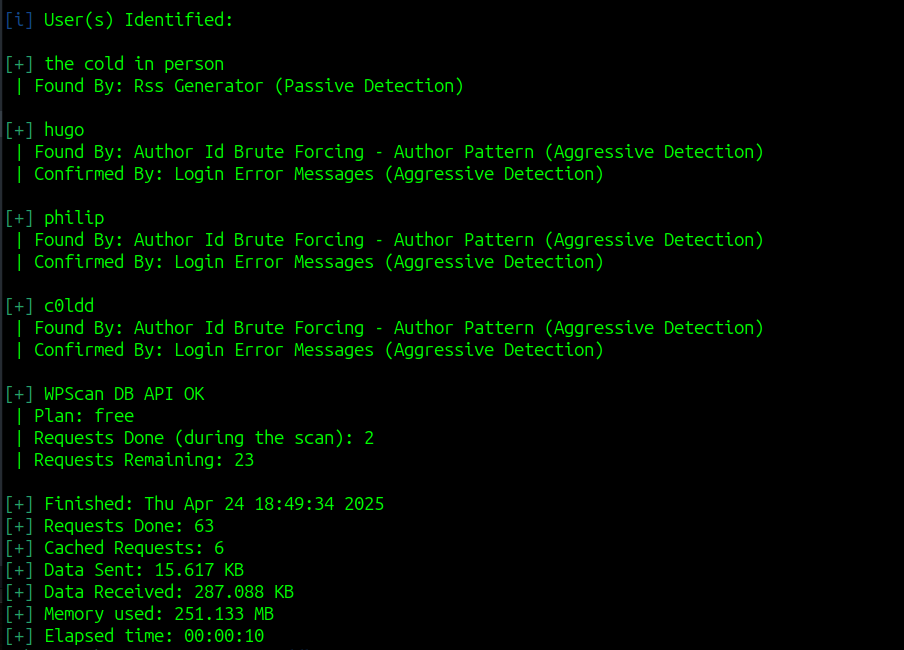 [i] User(s) Identified:
[+] the cold in person
| Found By: Rss Generator (Passive Detection)
[+] hugo
| Found By: Author Id Brute Forcing - Author Pattern (Aggressive Detection)
| Confirmed By: Login Error Messages (Aggressive Detection)
[+] philip
| Found By: Author Id Brute Forcing - Author Pattern (Aggressive Detection)
| Confirmed By: Login Error Messages (Aggressive Detection)
[+] c0ldd
| Found By: Author Id Brute Forcing - Author Pattern (Aggressive Detection)
| Confirmed By: Login Error Messages (Aggressive Detection)
[+] WPScan DB API OK
| Plan: free
| Requests Done (during the scan): 2
| Requests Remaining: 23
[+] Finished: Thu Apr 24 18:49:34 2025
[+] Requests Done: 63
[+] Cached Requests: 6
[+] Data Sent: 15.617 KB
[+] Data Received: 287.088 KB
[+] Memory used: 251.133 MB
[+] Elapsed time: 00:00:10